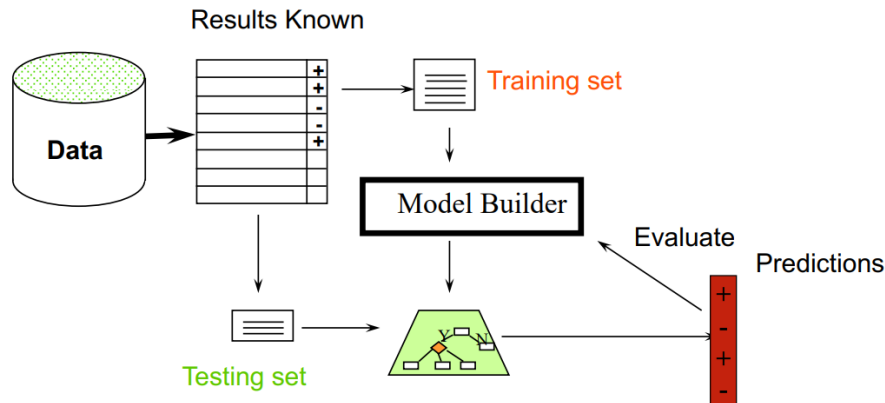 Results Known
+
+
-
-
+
Data
Training set
Model Builder
Evaluate
Predictions
Y
N
Testing set
+
-
+
-